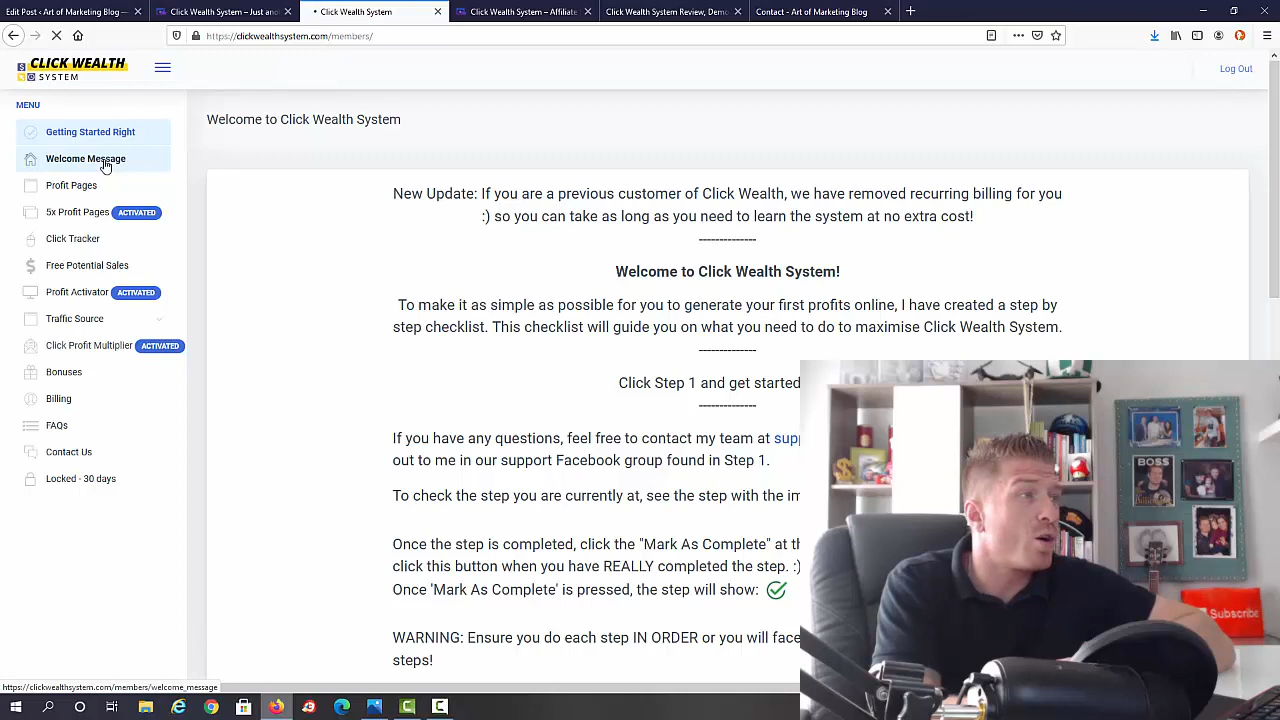 Edit Post ‹ Art of Marketing Blog —
Click Wealth System – Just ano
Click Wealth System
Click Wealth System – Affiliate
Click Wealth System Review, Demo
Contact - Art of Marketing Blog
https://clickwealthsystem.com/members/
CLICK WEALTH
SYSTEM
Log Out
MENU
Getting Started Right
Welcome Message
Profit Pages
5x Profit Pages ACTIVATED
Click Tracker
Free Potential Sales
Profit Activator ACTIVATED
Traffic Source
Click Profit Multiplier ACTIVATED
Bonuses
Billing
FAQs
Contact Us
Locked - 30 days
Welcome to Click Wealth System
New Update: If you are a previous customer of Click Wealth, we have removed recurring billing for you
:) so you can take as long as you need to learn the system at no extra cost!
--------------
Welcome to Click Wealth System!
To make it as simple as possible for you to generate your first profits online, I have created a step by
step checklist. This checklist will guide you on what you need to do to maximise Click Wealth System.
--------------
Click Step 1 and get started
--------------
If you have any questions, feel free to contact my team at supp
out to me in our support Facebook group found in Step 1.
To check the step you are currently at, see the step with the im
Once the step is completed, click the "Mark As Complete" at th
click this button when you have REALLY completed the step. :)
Once 'Mark As Complete' is pressed, the step will show:
WARNING: Ensure you do each step IN ORDER or you will face
steps!
BOSS
Subscribe
https://clickwealthsystem.com/members/welcome_message